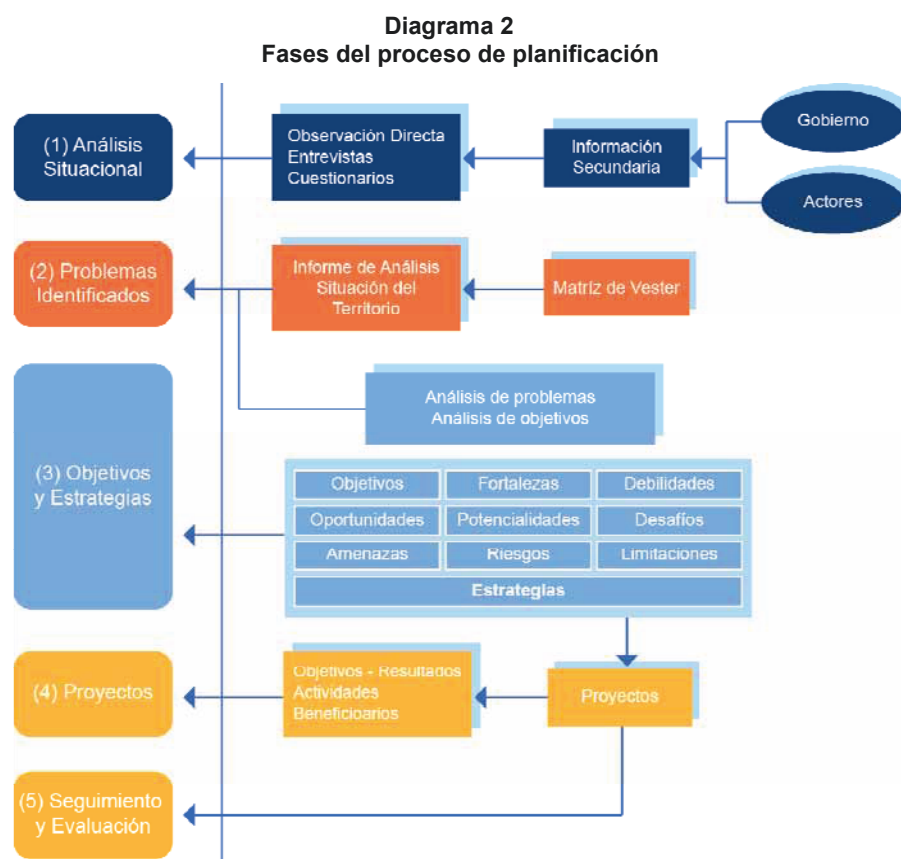 Diagrama 2
Fases del proceso de planificación
(1) Análisis
Situacional
Observación Directa
Entrevistas
Cuestionarios
Información
Secundaria
Gobierno
Actores
(2) Problemas
Identificados
Informe de Análisis
Situación del
Territorio
Matriz de Vester
Análisis de problemas
Análisis de objetivos
(3) Objetivos
y Estrategias
Objetivos
Fortalezas
Debilidades
Oportunidades
Potencialidades
Desafíos
Amenazas
Riesgos
Limitaciones
Estrategias
(4) Proyectos
Objetivos - Resultados
Actividades
Beneficioarios
Proyectos
(5) Seguimiento
y Evaluación